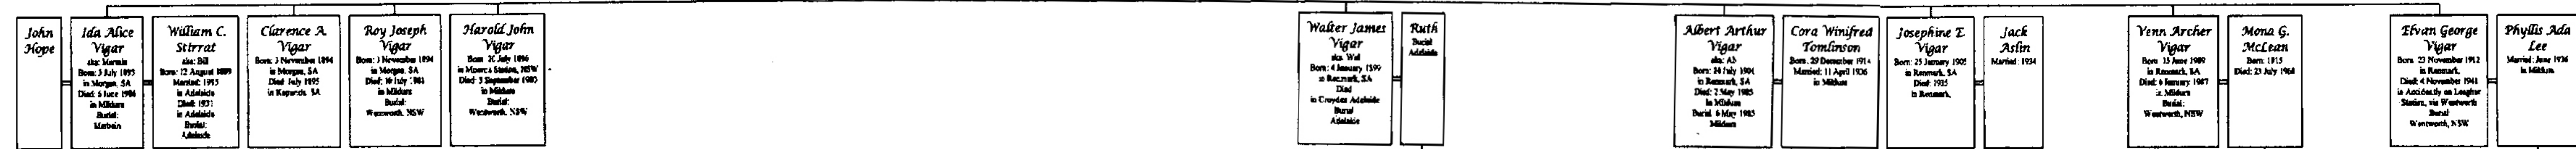 John
Hope
Ida Alice
Vigar
aka: Marnie
Born: 3 July 1893
in Morgan, SA
Died: 6 June 1986
in Mildura
Burial:
Merbein
William C.
Stirrat
aka: Bill
Born: 12 August 1889
Married: 1915
in Adelaide
Died: 1931
in Adelaide
Burial:
Adelaide
Clarence A.
Vigar
Born: 3 November 1894
in Morgan, SA
Died: July 1895
in Kapunda, SA
Roy Joseph
Vigar
Born: 3 November 1894
in Morgan, SA
Died: 16 July 1981
in Mildura
Burial:
Wentworth, NSW
Harold John
Vigar
Born: 20 July 1896
in Moorna Station, NSW
Died: 3 September 1980
in Mildura
Burial:
Wentworth, NSW
Walter James
Vigar
aka: Wal
Born: 4 January 1899
in Renmark, SA
Died
in Croydon Adelaide
Burial
Adelaide
Ruth
Burial
Adelaide
Albert Arthur
Vigar
aka: Ab
Born: 24 July 1901
in Renmark, SA
Died: 2 May 1985
in Mildura
Burial: 6 May 1985
Mildura
Cora Winifred
Tomlinson
Born: 29 December 1914
Married: 11 April 1936
in Mildura
Josephine E
Vigar
Born: 25 January 1905
in Renmark, SA
Died: 1935
in Renmark,
Jack
Aslin
Married: 1934
Venn Archer
Vigar
Born: 15 June 1909
in Renmark, SA
Died: 6 January 1987
in Mildura
Burial:
Wentworth, NSW
Mona G.
McLean
Born: 1815
Died: 23 July 1968
Elvan George
Vigar
Born: 23 November 1912
in Renmark,
Died: 4 November 1941
in Accidently on
Station, via Wentworth
Burial
Wentworth, NSW
Phyllis Ada
Lee
Married: June 1936
in Mildura